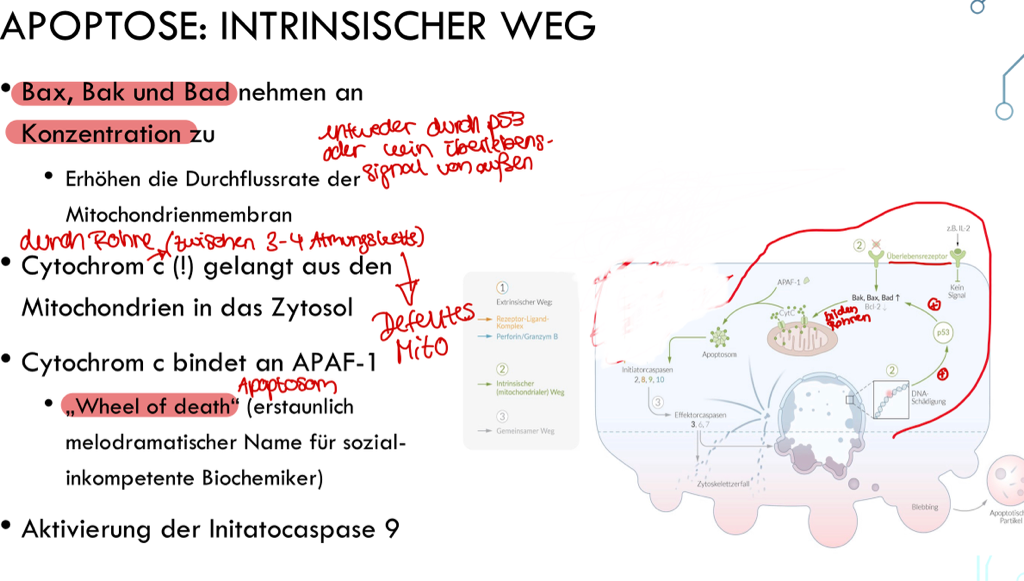 APOPTOSE: INTRINSISCHER WEG
• Bax, Bak und Bad nehmen an
Konzentration zu
entweder durch p53
oder kein Überlebens-
signal von außen
• Erhöhen die Durchflussrate der
Mitochondrienmembran
durch Rohre (zwischen 3-4 Atmungskette)
• Cytochrom c (!) gelangt aus den
Mitochondrien in das Zytosol
Defektes
Mito
• Cytochrom c bindet an APAF-1
Apoptosom
• „Wheel of death“ (erstaunlich
melodramatischer Name für sozial-
inkompetente Biochemiker)
• Aktivierung der Initatocaspase 9
1
Extrinsischer Weg:
Rezeptor-Ligand-
Komplex
Perforin/Granzym B
2
Intrinsischer
(mitochondrialer) Weg
3
Gemeinsamer Weg
z.B. IL-2
2
Überlebensrezeptor
Kein
Signal
APAF-1
Bak, Bax, Bad ↑
Bcl-2 ↓
CytC
bilden
Rohren
+
p53
Apoptosom
Initiatorcaspasen
2, 8, 9, 10
2
+
DNA-
Schädigung
3
Effektorcaspasen
3, 6, 7
Zytoskelettzerfall
Blebbing
Apoptotisch
Partikel